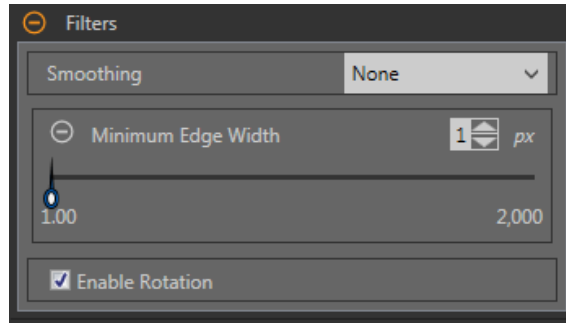 Filters
Smoothing None
Minimum Edge Width 1 px
1.00 2,000
Enable Rotation